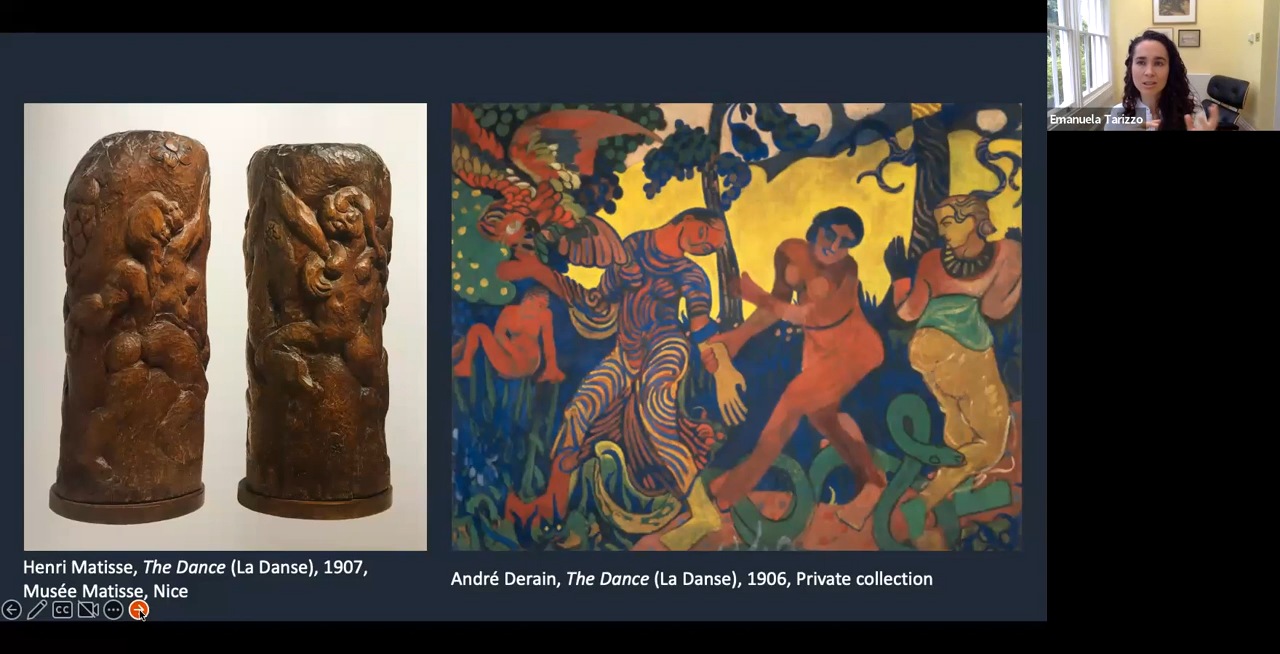 Emanuela Tarizzo
Henri Matisse, The Dance (La Danse), 1907,
Musée Matisse, Nice
André Derain, The Dance (La Danse), 1906, Private collection
CC